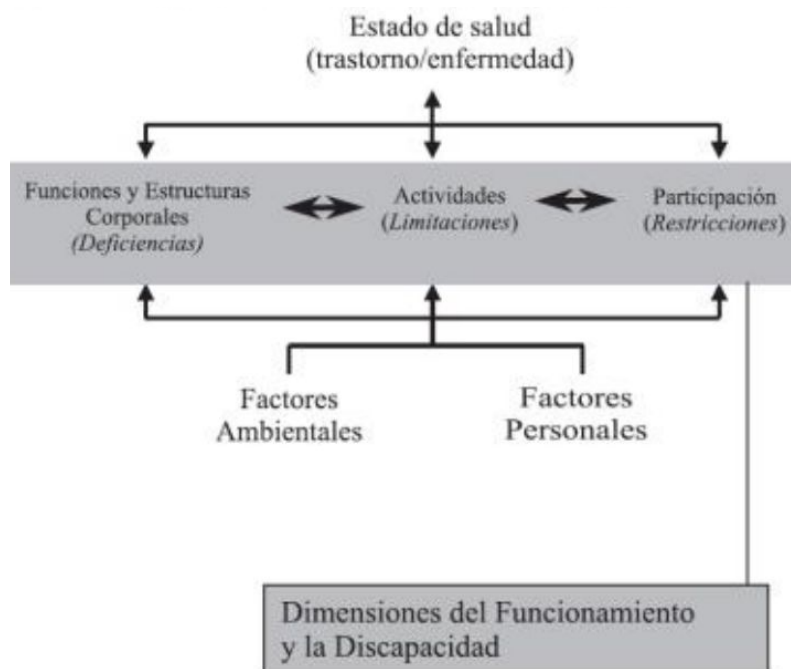 Estado de salud
(trastorno/enfermedad)
Funciones y Estructuras
Corporales
(Deficiencias)
Actividades
(Limitaciones)
Participación
(Restricciones)
Factores
Ambientales
Factores
Personales
Dimensiones del Funcionamiento
y la Discapacidad